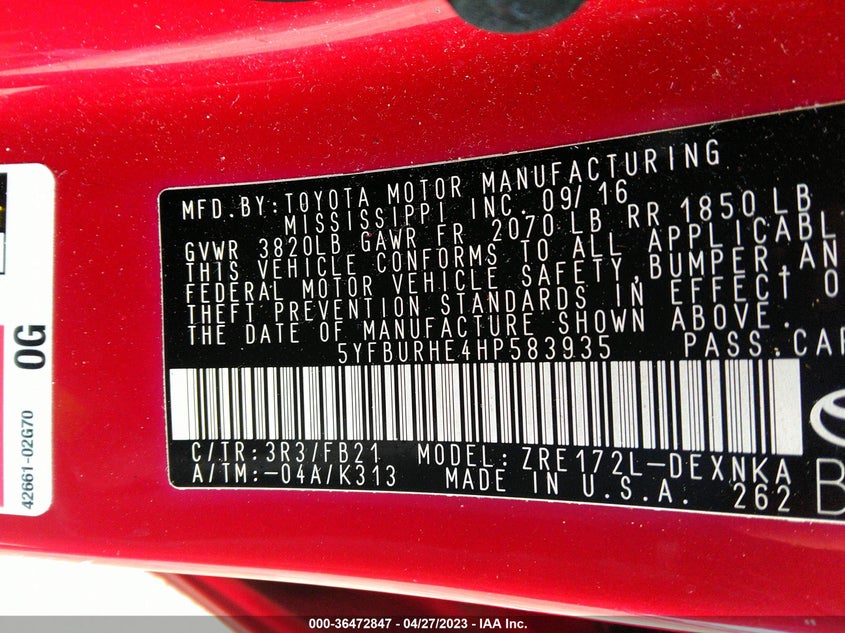 MFD. BY: TOYOTA MOTOR MANUFACTURING
MISSISSIPPI INC. 09/16
GVWR 3820LB GAWR FR 2070 LB RR 1850 LB
THIS VEHICLE CONFORMS TO ALL APPLICABL
FEDERAL MOTOR VEHICLE SAFETY, BUMPER, AN
THEFT PREVENTION STANDARDS IN EFFECT O
THE DATE OF MANUFACTURE SHOWN ABOVE.
5YFBURHE4HP583935 PASS. CAR
C/TR: 3R3/FB21 MODEL: ZRE172L-DEXNKA
A/TM: -04A/K313 MADE IN U.S.A. 262
B
0G
42661-02G70
000-36472847 - 04/27/2023 - IAA Inc.